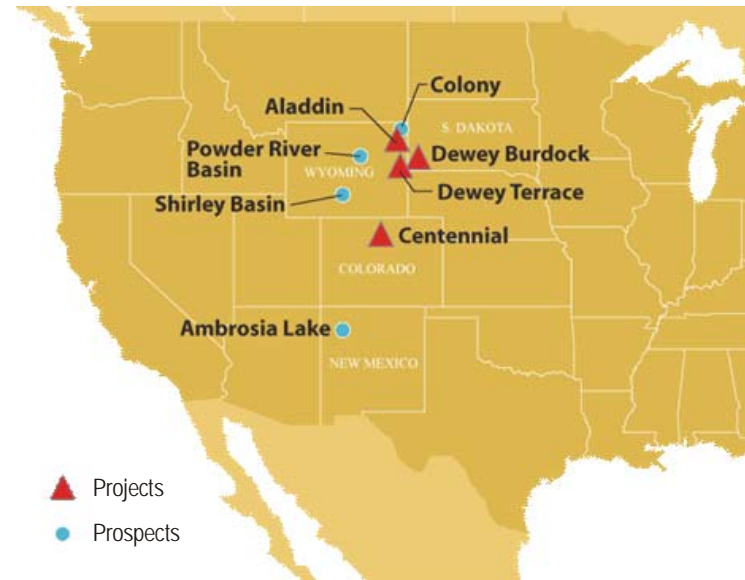 Colony
Aladdin
S. DAKOTA
Powder River
Basin
WYOMING
Dewey Burdock
Dewey Terrace
Shirley Basin
Centennial
COLORADO
Ambrosia Lake
NEW MEXICO
Projects
Prospects